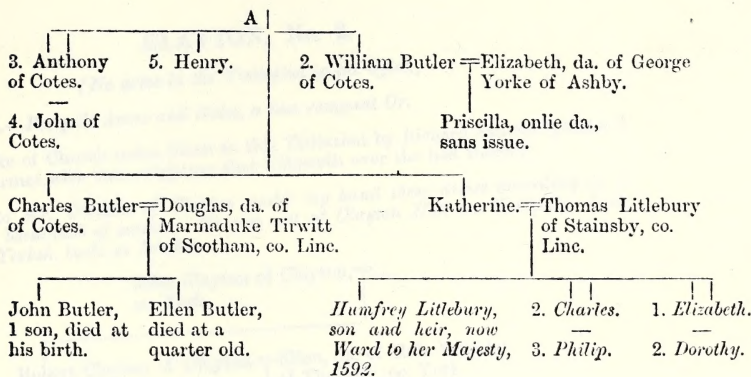 A
3. Anthony of Cotes.
4. John of Cotes.
5. Henry.
2. William Butler of Cotes.
Elizabeth, da. of George Yorke of Ashby.
Priscilla, onlie da., sans issue.
Charles Butler of Cotes.
Douglas, da. of Marmaduke Tirwitt of Scotham, co. Linc.
Katherine.
Thomas Litlebury of Stainsby, co. Linc.
John Butler, 1 son, died at his birth.
Ellen Butler, died at a quarter old.
Humfrey Litlebury, son and heir, now Ward to her Majesty, 1592.
2. Charles.
3. Philip.
1. Elizabeth.
2. Dorothy.